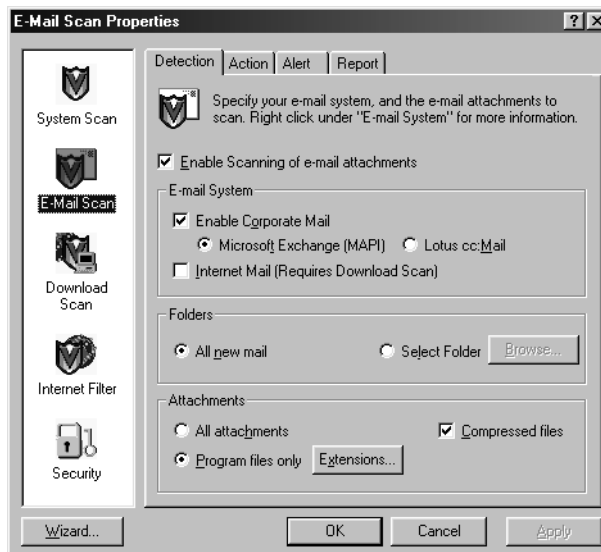 E-Mail Scan Properties
System Scan
E-Mail Scan
Download
Scan
Internet Filter
Security
Detection
Action
Alert
Report
Specify your e-mail system, and the e-mail attachments to
scan. Right click under "E-mail System" for more information.
Enable Scanning of e-mail attachments
E-mail System
Enable Corporate Mail
Microsoft Exchange (MAPI)
Lotus cc:Mail
Internet Mail (Requires Download Scan)
Folders
All new mail
Select Folder
Browse...
Attachments
All attachments
Compressed files
Program files only
Extensions...
Wizard...
OK
Cancel
Apply